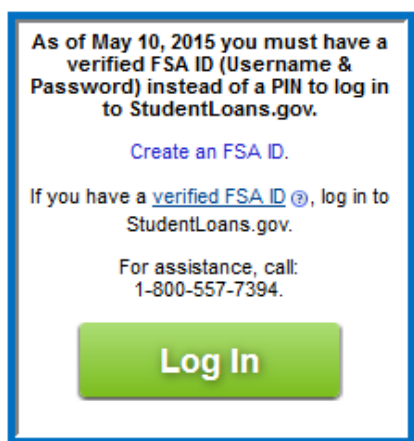 As of May 10, 2015 you must have a
verified FSA ID (Username &
Password) instead of a PIN to log in
to StudentLoans.gov.
Create an FSA ID.
If you have a verified FSA ID ?, log in to
StudentLoans.gov.
For assistance, call:
1-800-557-7394.
Log In